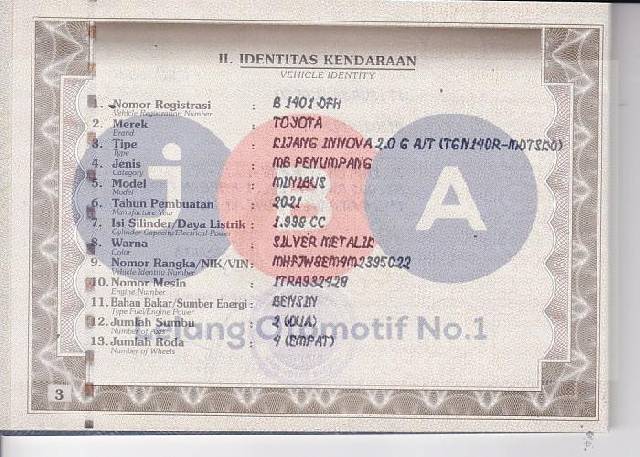 II. IDENTITAS KENDARAAN
VEHICLE IDENTITY
1. Nomor Registrasi : B 1401 DFH
Vehicle Registration Number
2. Merek : TOYOTA
Brand
3. Tipe : KIJANG INNOVA 2.0 G A/T
Type
4. Jenis : MB PENUMPANG
Category
5. Model : MINIBUS
Model
6. Tahun Pembuatan : 2021
Manufacture Year
7. Isi Silinder/Daya Listrik : 1.998 CC
Cylinder Capacity/Electrical Power
8. Warna : SILVER METALIK
Color
9. Nomor Rangka/NIK/VIN :
Vehicle Identity Number
10. Nomor Mesin :
Engine Number
11. Bahan Bakar/Sumber Energi : BENSIN
Type Fuel/Engine Power
12. Jumlah Sumbu : 2 (DUA)
Number of Axles
13. Jumlah Roda : 4 (EMPAT)
Number of Wheels
iBA
Lelang Otomotif No.1
3